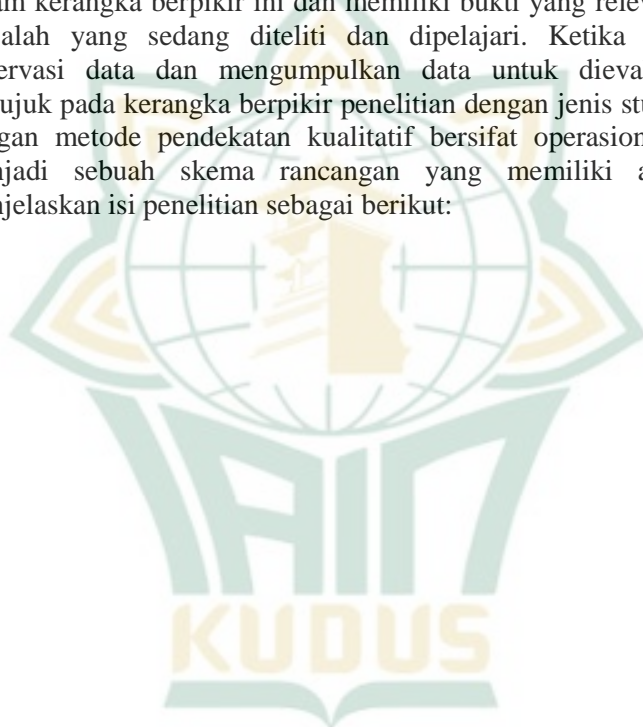 kerangka berpikir ini dan memiliki bukti yang
yang sedang diteliti dan dipelajari. Ketika
data dan mengumpulkan data untuk
pada kerangka berpikir penelitian dengan jenis
metode pendekatan kualitatif bersifat
sebuah skema rancangan yang memiliki
isi penelitian sebagai berikut:
IAIN
KUDUS